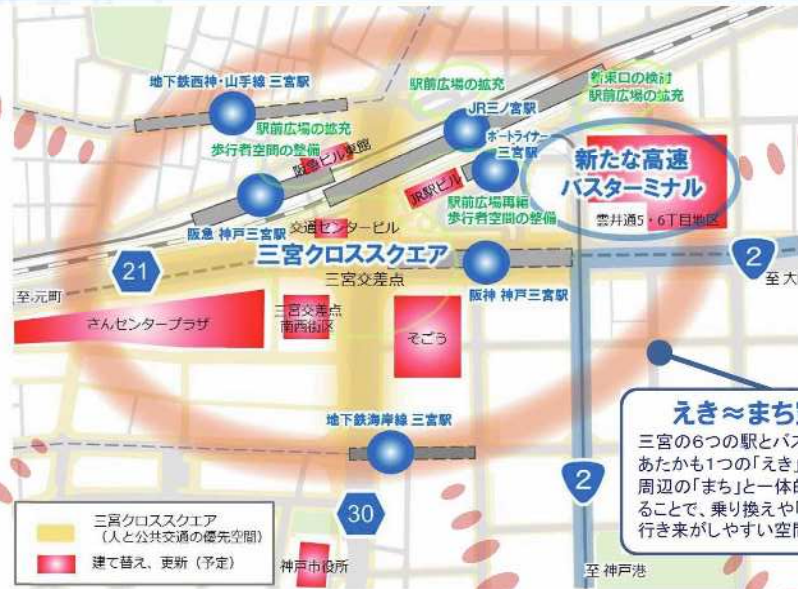 地下鉄西神・山手線 三宮駅
駅前広場の拡充
新東口の検討
駅前広場の拡充
JR三ノ宮駅
駅前広場の拡充
歩行者空間の整備
ポートライナー
三宮駅
阪急ビル東館
新たな高速
バスターミナル
JR駅ビル
駅前広場再編
歩行者空間の整備
雲井通5・6丁目地区
阪急 神戸三宮駅
交通センタービル
三宮クロススクエア
21
三宮交差点
阪神 神戸三宮駅
2
至 大
至 元町
さんセンタープラザ
三宮交差点
南西街区
そごう
地下鉄海岸線 三宮駅
えき≈まち
三宮の6つの駅とバス
あたかも1つの「えき」
周辺の「まち」と一体的
ることで、乗り換えや「
行き来がしやすい空間
2
30
三宮クロススクエア
（人と公共交通の優先空間）
建て替え、更新（予定）
神戸市役所
至 神戸港